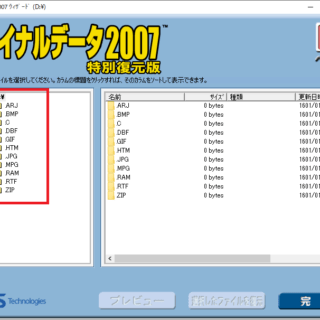 007 ウィザード (D:¥)
イナルデータ2007
TM
特別復元版
イルを選択してください。カラムの標題をクリックすれば、そのカラムをソートして表示できます。
¥
.ARJ
.BMP
.C
.DBF
.GIF
.HTM
.JPG
.MPG
.RAM
.RTF
.ZIP
名前 サイズ 種類 更新日時
.ARJ 0 bytes 1601/01
.BMP 0 bytes 1601/01
.C 0 bytes 1601/01
.DBF 0 bytes 1601/01
.GIF 0 bytes 1601/01
.HTM 0 bytes 1601/01
.JPG 0 bytes 1601/01
.MPG 0 bytes 1601/01
.RAM 0 bytes 1601/01
.RTF 0 bytes 1601/01
.ZIP 0 bytes 1601/01
Technologies
プレビュー
完